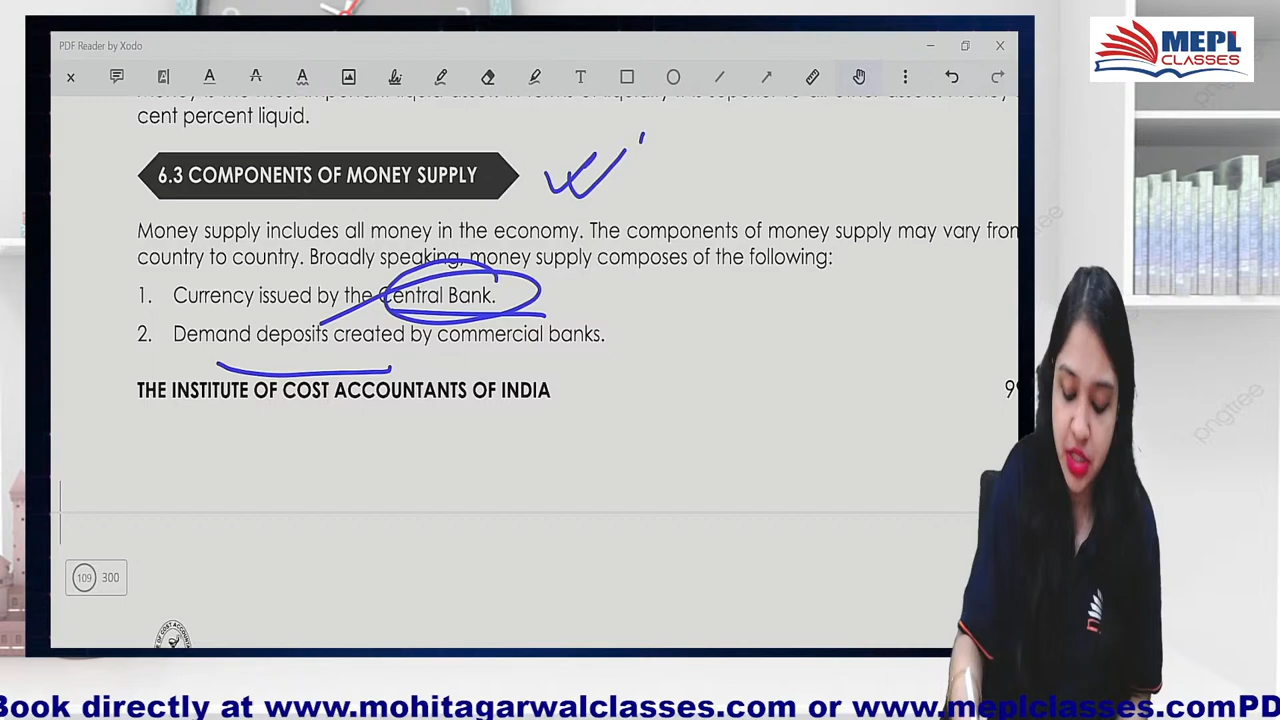 PDF Reader by Xodo
MEPL
CLASSES
cent percent liquid.
6.3 COMPONENTS OF MONEY SUPPLY
Money supply includes all money in the economy. The components of money supply may vary from
country to country. Broadly speaking, money supply composes of the following:
1. Currency issued by the Central Bank.
2. Demand deposits created by commercial banks.
THE INSTITUTE OF COST ACCOUNTANTS OF INDIA
109 300
pngtree
Book directly at www.mohitagarwalclasses.com or www.meplclasses.comPD